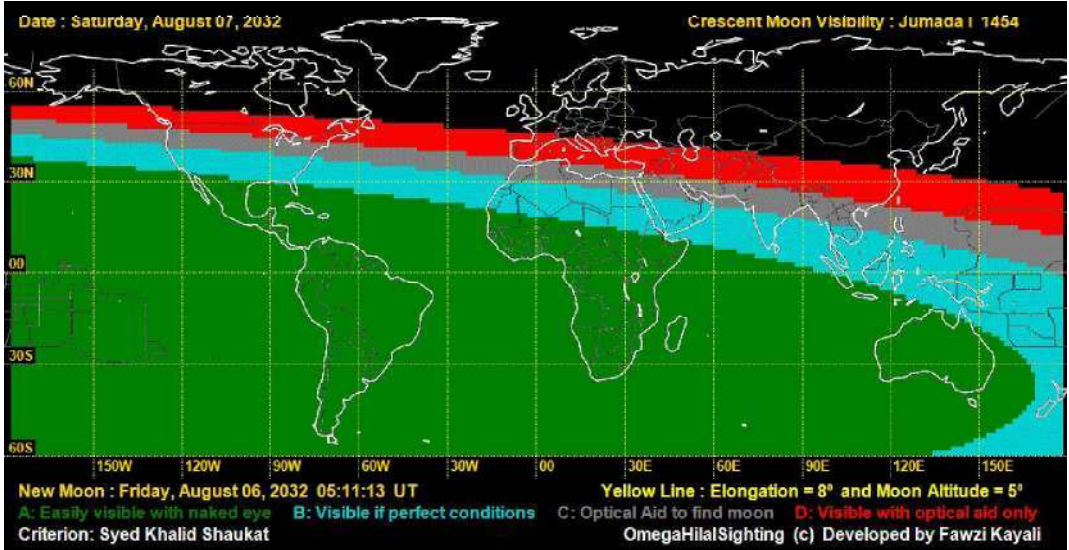 Date : Saturday, August 07, 2032 Crescent Moon Visibility : Jumada I 1454
60N
30N
00
30S
60S
150W 120W 90W 60W 30W 00 30E 60E 90E 120E 150E
New Moon : Friday, August 06, 2032 05:11:13 UT Yellow Line : Elongation = 8º and Moon Altitude = 5º
A: Easily visible with naked eye B: Visible if perfect conditions C: Optical Aid to find moon D: Visible with optical aid only
Criterion: Syed Khalid Shaukat OmegaHilalSighting (c) Developed by Fawzi Kayali